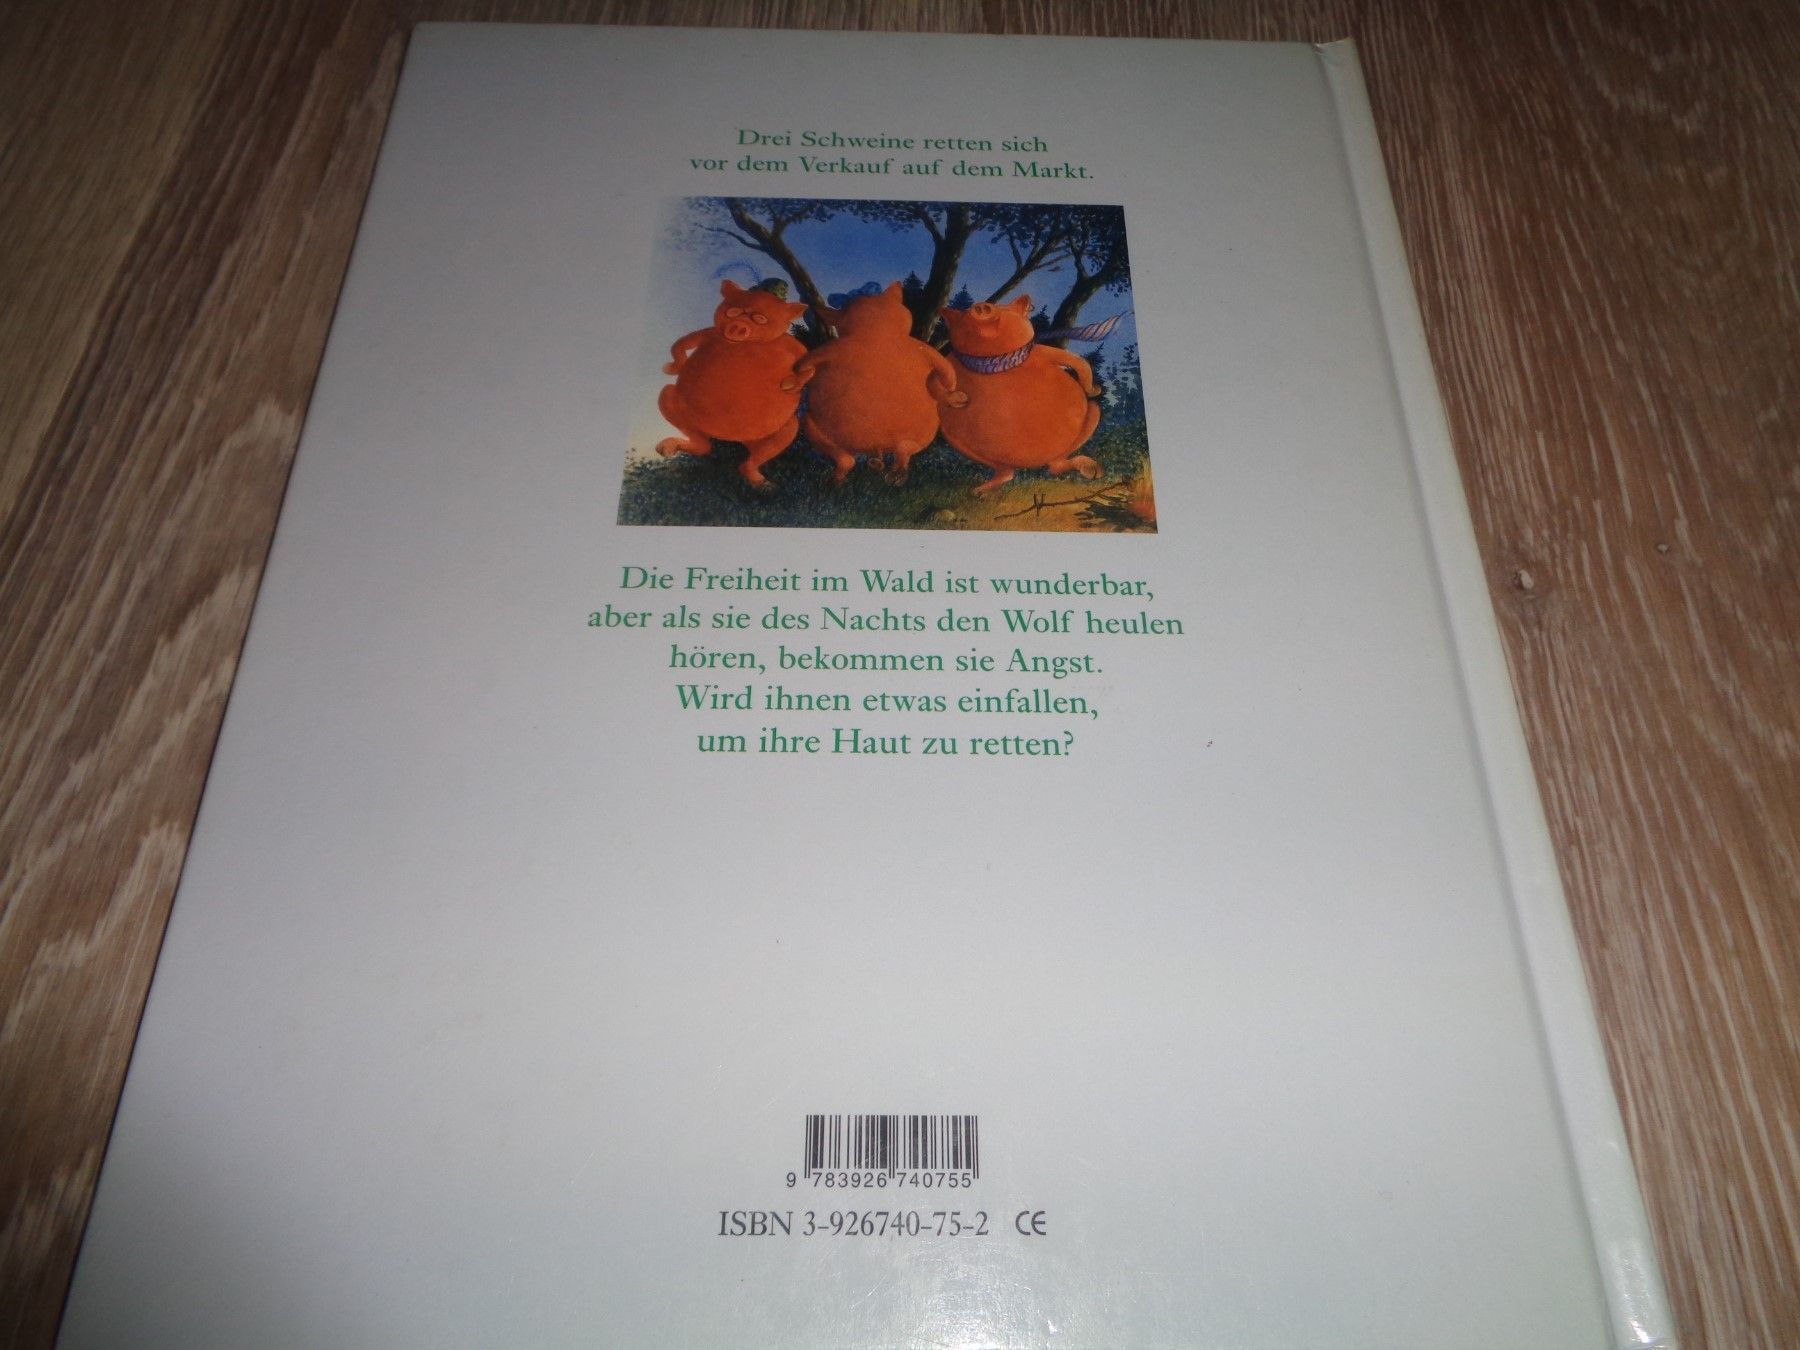 Drei Schweine retten sich
vor dem Verkauf auf dem Markt.
Die Freiheit im Wald ist wunderbar,
aber als sie des Nachts den Wolf heulen
hören, bekommen sie Angst.
Wird ihnen etwas einfallen,
um ihre Haut zu retten?
9 783926 740755
ISBN 3-926740-75-2 CE